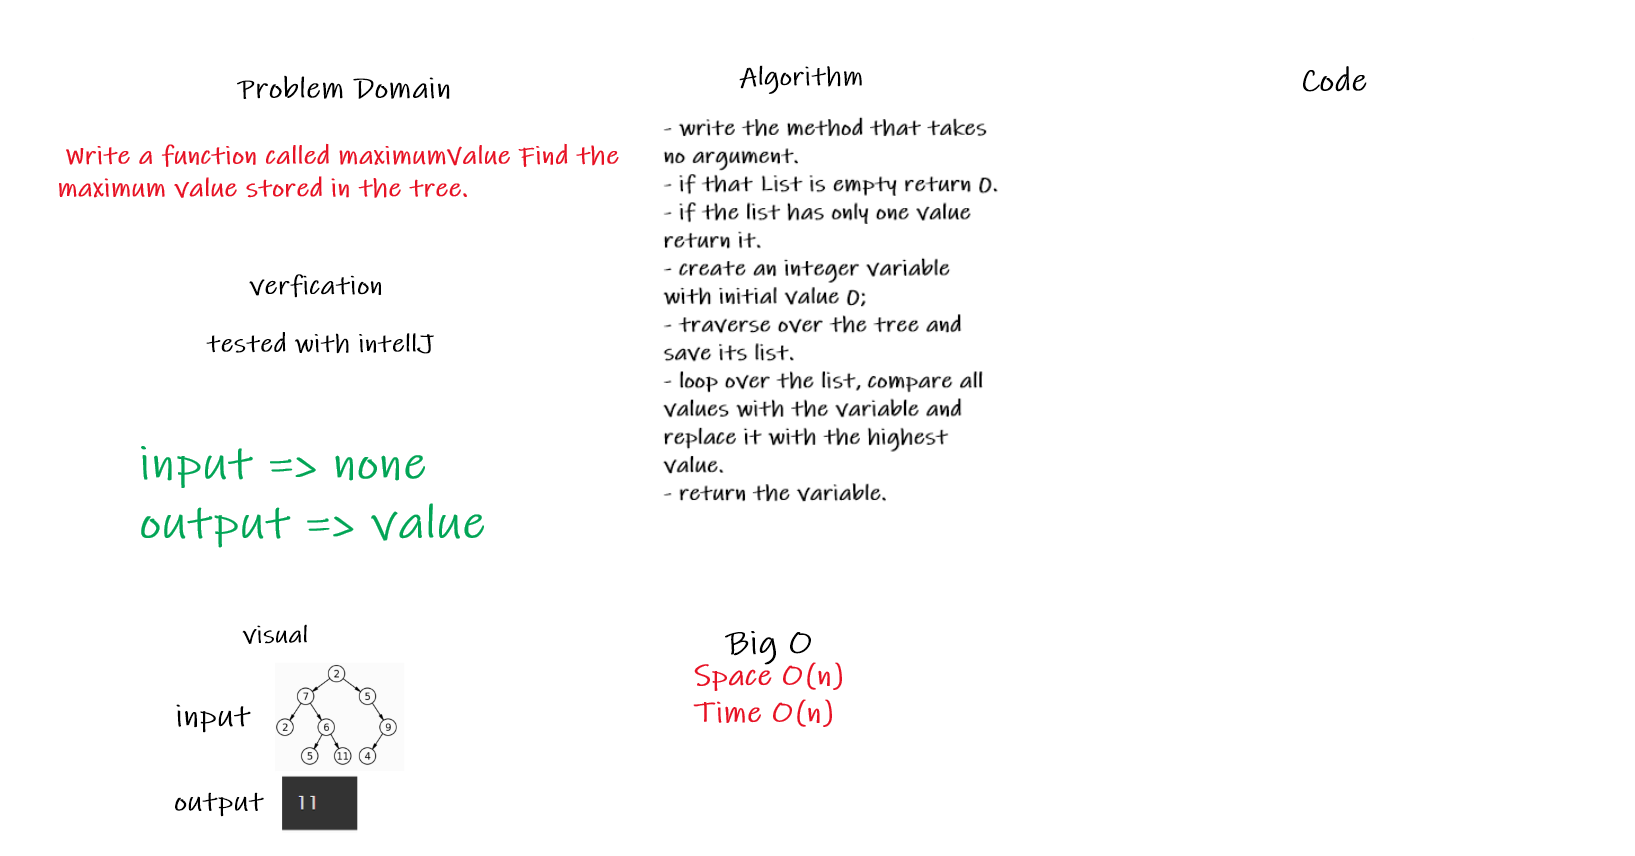 Problem Domain
Write a function called maximumValue Find the
maximum value stored in the tree.
verfication
tested with intellJ
input => none
output => value
visual
input
2
7 5
2 6 9
5 11 4
output
11
Algorithm
- write the method that takes
no argument.
- if that List is empty return 0.
- if the list has only one value
return it.
- create an integer variable
with initial value 0;
- traverse over the tree and
save its list.
- loop over the list, compare all
values with the variable and
replace it with the highest
value.
- return the variable.
Big O
Space O(n)
Time O(n)
Code